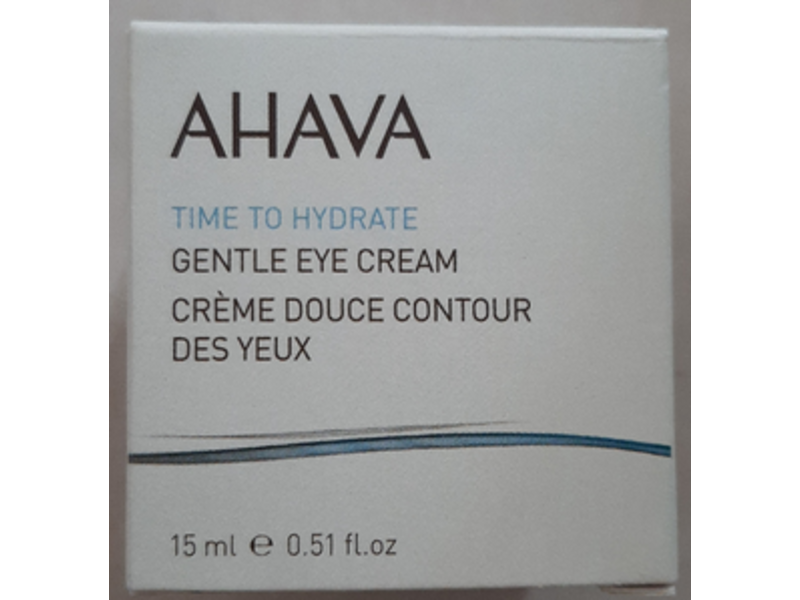 AHAVA
TIME TO HYDRATE
GENTLE EYE CREAM
CRÈME DOUCE CONTOUR
DES YEUX
15 ml ℮ 0.51 fl.oz